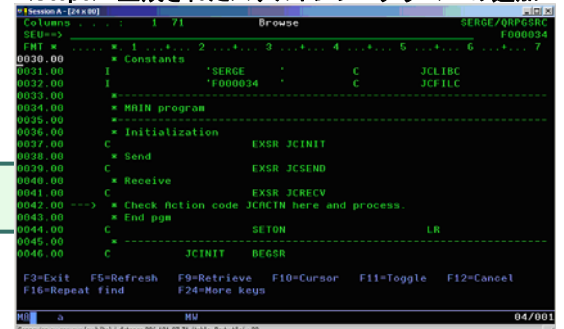 Session A - [24 x 80]
Columns . . . :    1  71          Browse                    SERGE/QRPGSRC
SEU==>                                                            F000034
FMT *      . *. 1 ...+... 2 ...+... 3 ...+... 4 ...+... 5 ...+... 6 ...+... 7
0030.00       * Constants
0031.00      I              'SERGE     '          C         JCLIBC
0032.00      I              'F000034   '          C         JCFILC
0033.00       *----------------------------------------------------------------
0034.00       * MAIN program
0035.00       *----------------------------------------------------------------
0036.00       * Initialization
0037.00      C                     EXSR JCINIT
0038.00       * Send
0039.00      C                     EXSR JCSEND
0040.00       * Receive
0041.00      C                     EXSR JCRECV
0042.00 --->  * Check Action code JCACTN here and process.
0043.00       * End pgm
0044.00      C                     SETON                     LR
0045.00       * ---------------------------------------------------------------
0046.00      C           JCINIT    BEGSR
F3=Exit   F5=Refresh   F9=Retrieve   F10=Cursor   F11=Toggle   F12=Cancel
F16=Repeat find        F24=More keys
MA    a                MW                                           04/001